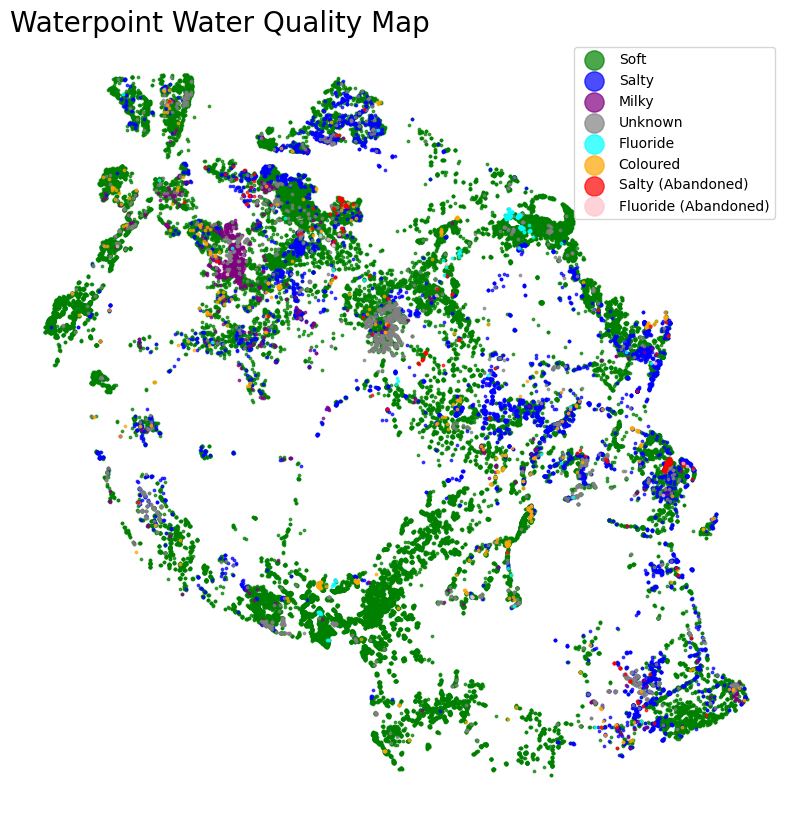 Waterpoint Water Quality Map
Soft
Salty
Milky
Unknown
Fluoride
Coloured
Salty (Abandoned)
Fluoride (Abandoned)